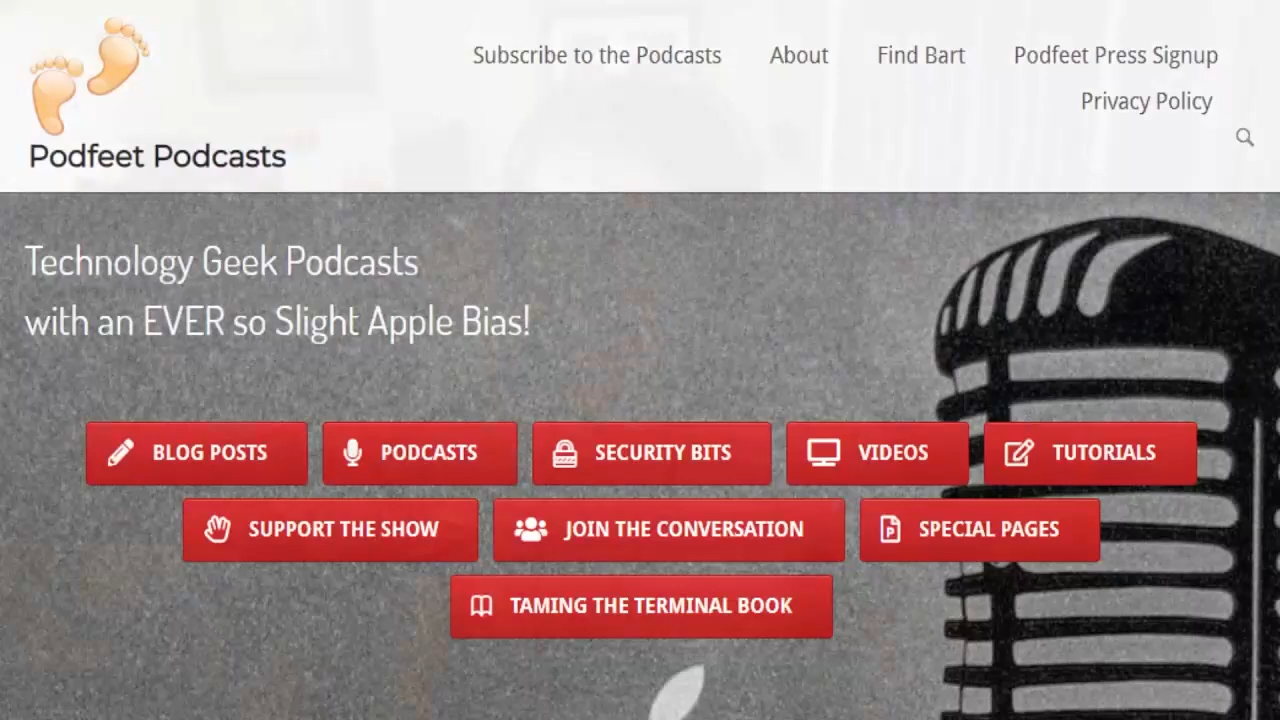 Subscribe to the Podcasts About Find Bart Podfeet Press Signup
Privacy Policy
Podfeet Podcasts
Technology Geek Podcasts
with an EVER so Slight Apple Bias!
BLOG POSTS PODCASTS SECURITY BITS VIDEOS TUTORIALS
SUPPORT THE SHOW JOIN THE CONVERSATION SPECIAL PAGES
TAMING THE TERMINAL BOOK